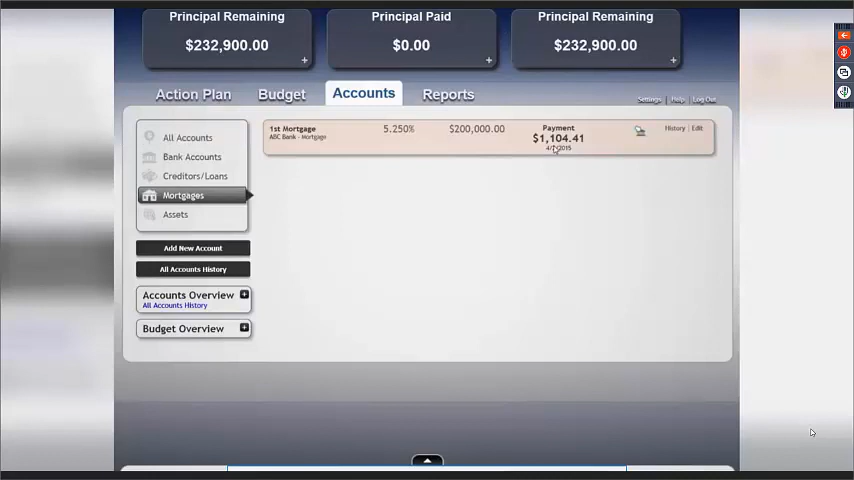 Principal Remaining
$232,900.00
+
Principal Paid
$0.00
+
Principal Remaining
$232,900.00
+
Action Plan
Budget
Accounts
Reports
Settings | Help | Log Out
All Accounts
Bank Accounts
Creditors/Loans
Mortgages
Assets
1st Mortgage
ABC Bank - Mortgage
5.250%
$200,000.00
Payment
$1,104.41
History | Edit
Add New Account
All Accounts History
Accounts Overview +
All Accounts History
Budget Overview +